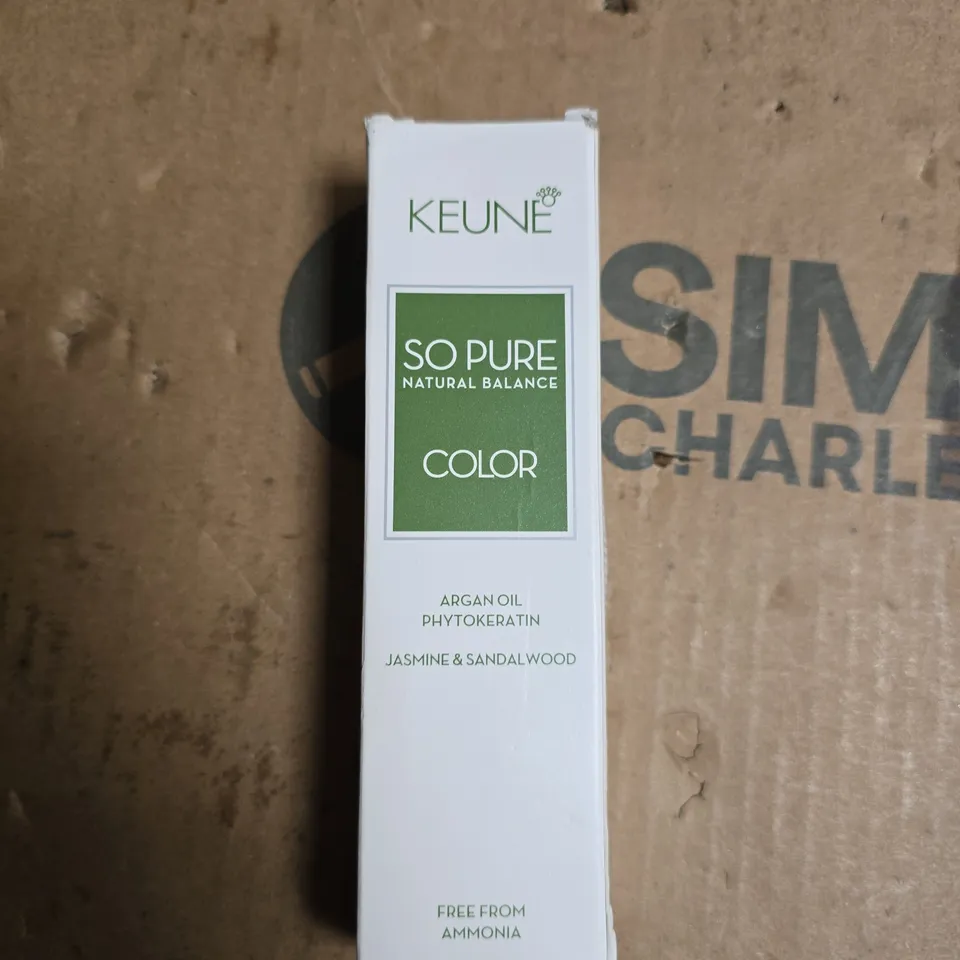 KEUNE
SO PURE
NATURAL BALANCE
COLOR
ARGAN OIL
PHYTOKERATIN
JASMINE & SANDALWOOD
FREE FROM
AMMONIA
SIM
CHARLE